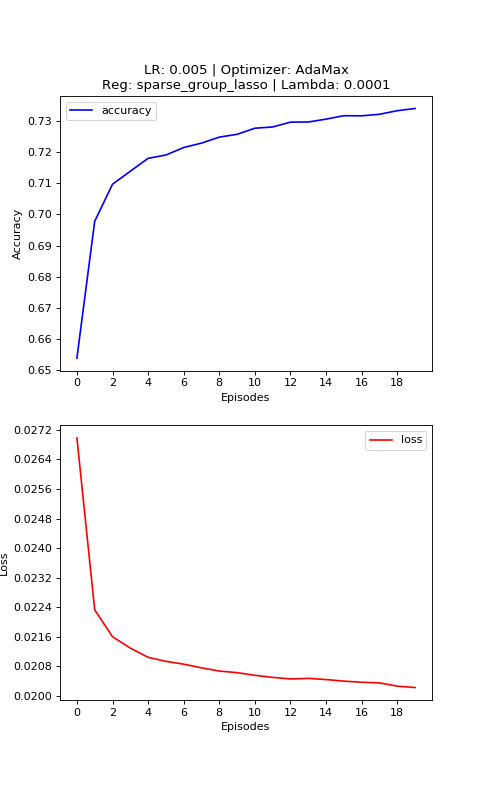 LR: 0.005 | Optimizer: AdaMax
Reg: sparse_group_lasso | Lambda: 0.0001
accuracy
0.73
0.72
0.71
0.70
0.69
0.68
0.67
0.66
0.65
Accuracy
0 2 4 6 8 10 12 14 16 18
Episodes
loss
0.0272
0.0264
0.0256
0.0248
0.0240
0.0232
0.0224
0.0216
0.0208
0.0200
Loss
0 2 4 6 8 10 12 14 16 18
Episodes